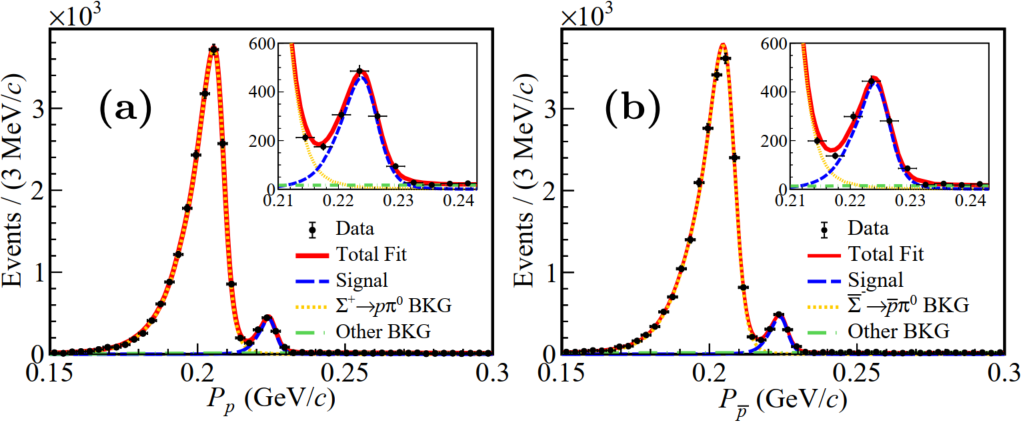 ×10³
Events / (3 MeV/c)
3
2
1
0
0.15
0.2
0.25
0.3
P_p (GeV/c)
(a)
600
400
200
0
0.21
0.22
0.23
0.24
Data
Total Fit
Signal
Σ⁺→pπ⁰ BKG
Other BKG
×10³
Events / (3 MeV/c)
3
2
1
0
0.15
0.2
0.25
0.3
P_p̅ (GeV/c)
(b)
600
400
200
0
0.21
0.22
0.23
0.24
Data
Total Fit
Signal
Σ̅⁻→p̅π⁰ BKG
Other BKG